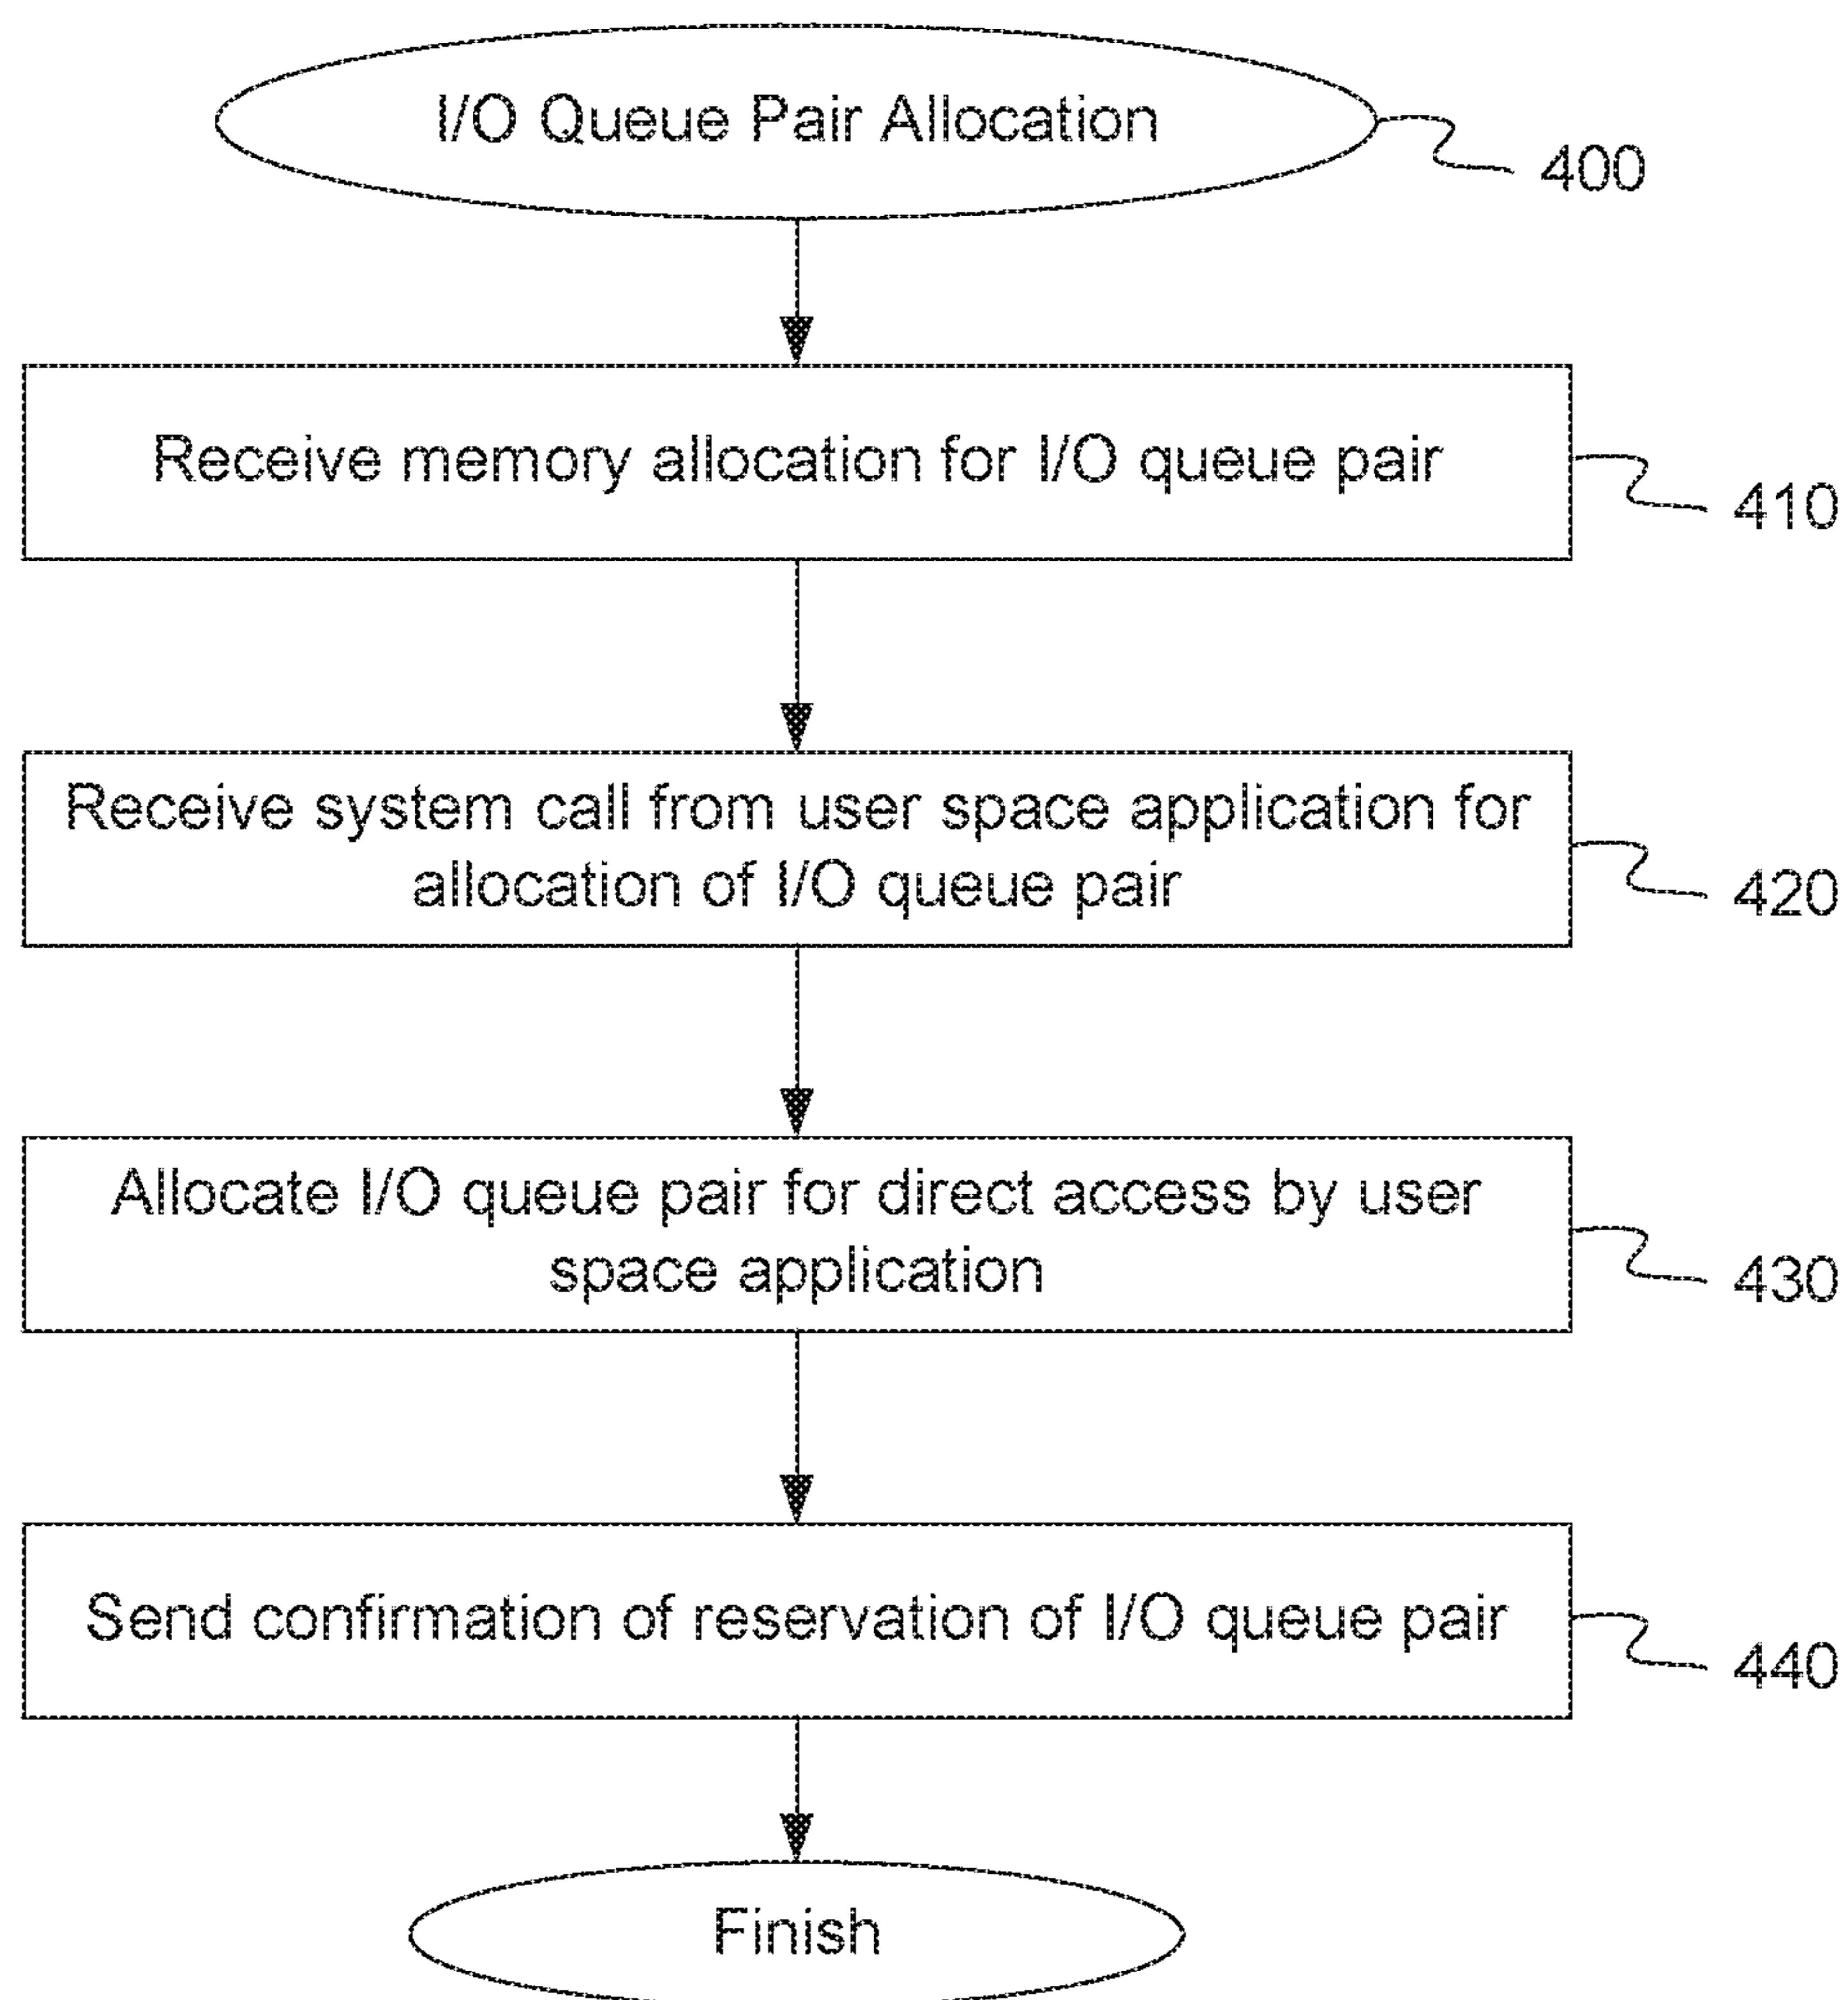 I/O Queue Pair Allocation
400
Receive memory allocation for I/O queue pair
410
Receive system call from user space application for
allocation of I/O queue pair
420
Allocate I/O queue pair for direct access by user
space application
430
Send confirmation of reservation of I/O queue pair
440
Finish